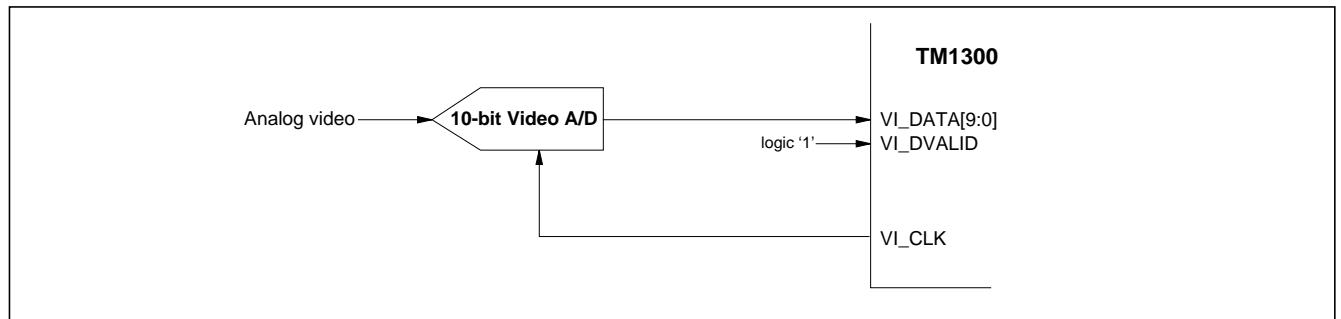 TM1300
Analog video
10-bit Video A/D
VI_DATA[9:0]
logic ‘1’
VI_DVALID
VI_CLK